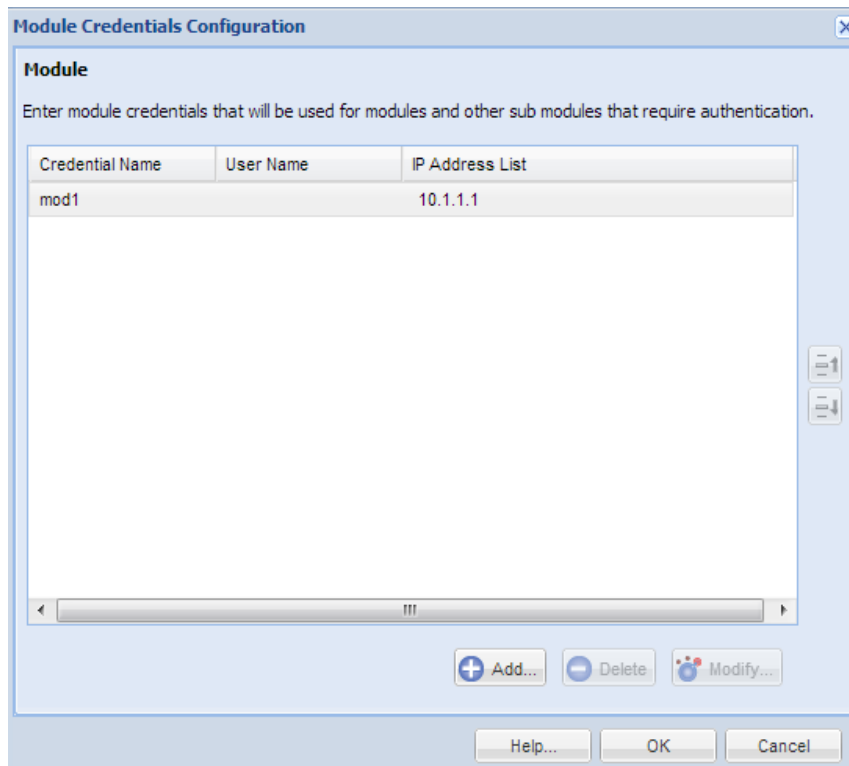 Module Credentials Configuration
Module
Enter module credentials that will be used for modules and other sub modules that require authentication.
Credential Name User Name IP Address List
mod1 10.1.1.1
Add... Delete Modify...
Help... OK Cancel